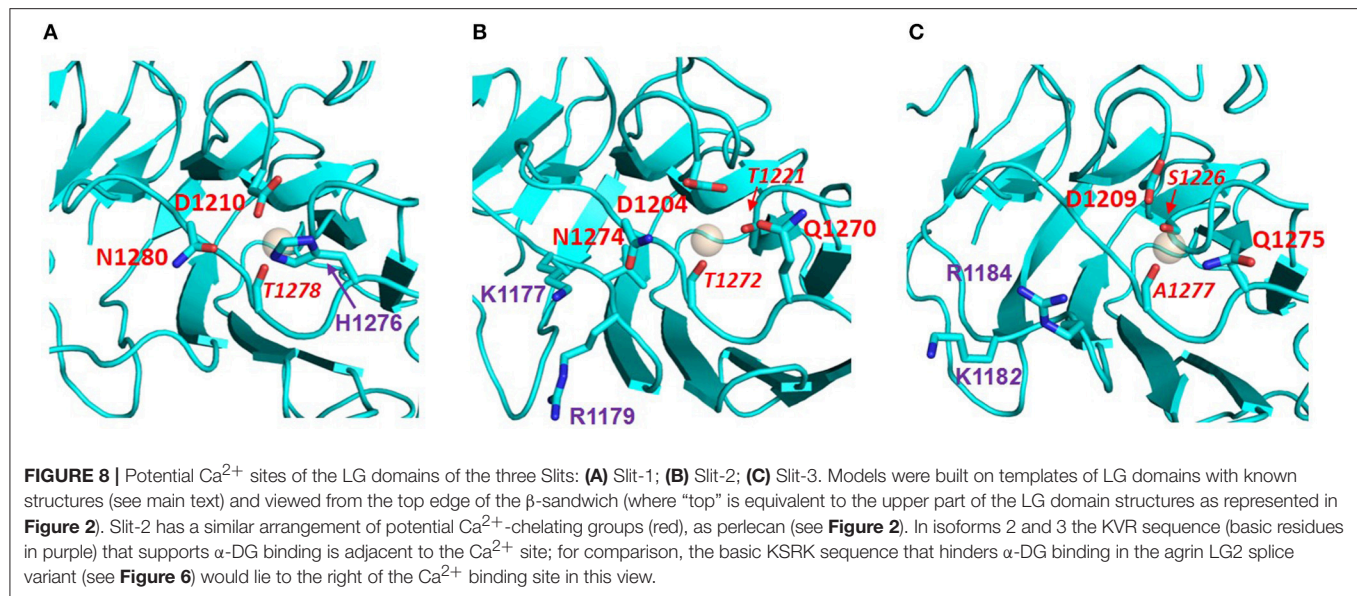 A
B
C
D1210
N1280
T1278
H1276
D1204
T1221
N1274
Q1270
T1272
K1177
R1179
D1209
S1226
Q1275
R1184
A1277
K1182
FIGURE 8 | Potential Ca2+ sites of the LG domains of the three Slits: (A) Slit-1; (B) Slit-2; (C) Slit-3. Models were built on templates of LG domains with known
structures (see main text) and viewed from the top edge of the β-sandwich (where “top” is equivalent to the upper part of the LG domain structures as represented in
Figure 2). Slit-2 has a similar arrangement of potential Ca2+-chelating groups (red), as perlecan (see Figure 2). In isoforms 2 and 3 the KVR sequence (basic residues
in purple) that supports α-DG binding is adjacent to the Ca2+ site; for comparison, the basic KSRK sequence that hinders α-DG binding in the agrin LG2 splice
variant (see Figure 6) would lie to the right of the Ca2+ binding site in this view.